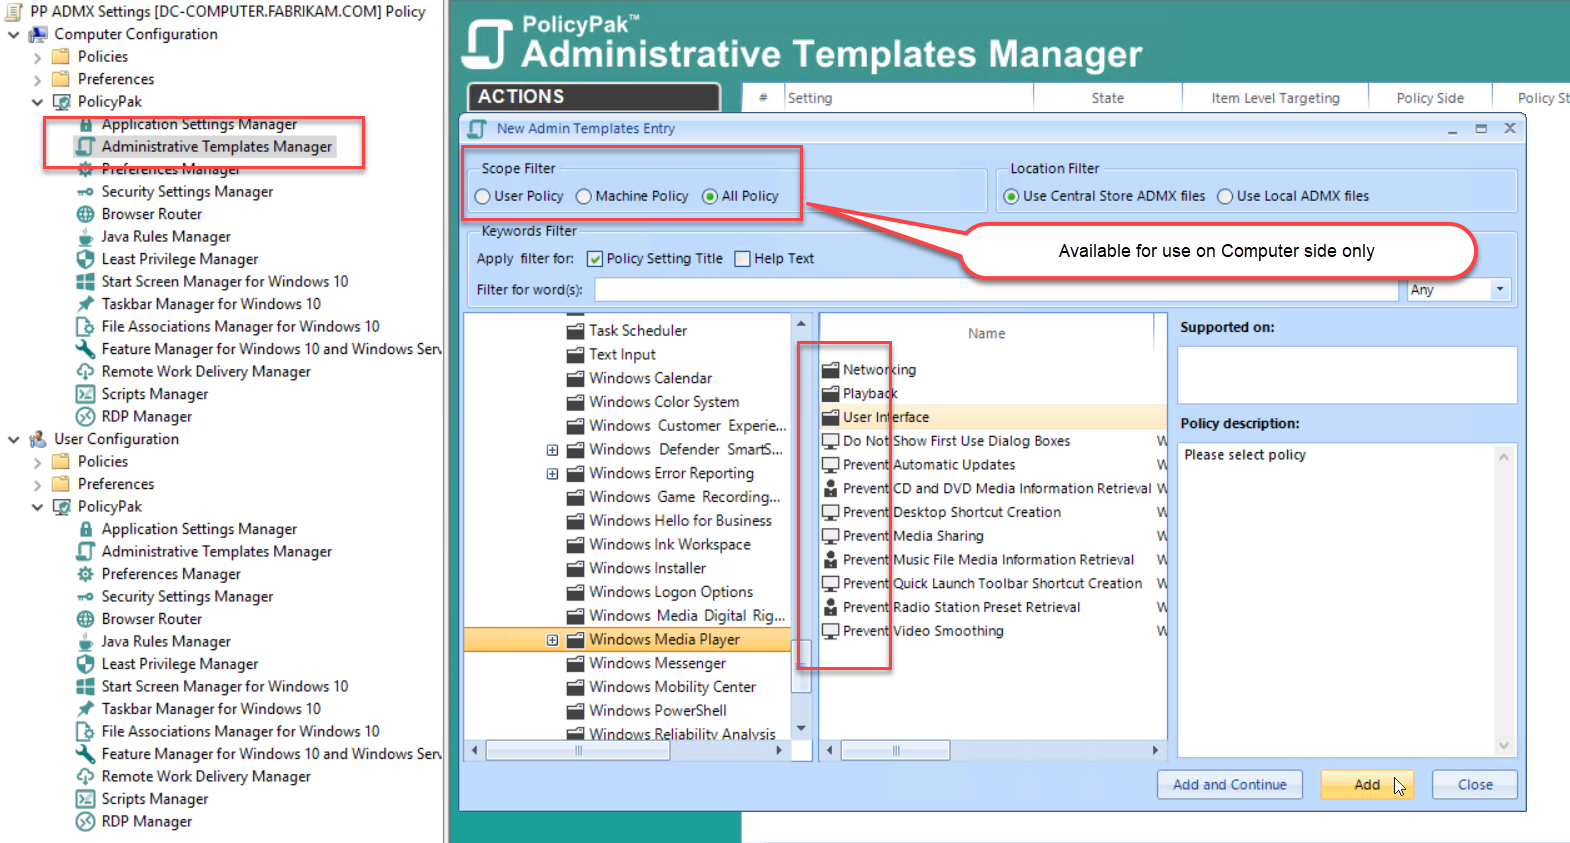 PP ADMX Settings [DC-COMPUTER.FABRIKAM.COM] Policy
Computer Configuration
Policies
Preferences
PolicyPak
Application Settings Manager
Administrative Templates Manager
Preferences Manager
Security Settings Manager
Browser Router
Java Rules Manager
Least Privilege Manager
Start Screen Manager for Windows 10
Taskbar Manager for Windows 10
File Associations Manager for Windows 10
Feature Manager for Windows 10 and Windows Serv
Remote Work Delivery Manager
Scripts Manager
RDP Manager
User Configuration
Policies
Preferences
PolicyPak
Application Settings Manager
Administrative Templates Manager
Preferences Manager
Security Settings Manager
Browser Router
Java Rules Manager
Least Privilege Manager
Start Screen Manager for Windows 10
Taskbar Manager for Windows 10
File Associations Manager for Windows 10
Feature Manager for Windows 10 and Windows Serv
Remote Work Delivery Manager
Scripts Manager
RDP Manager
PolicyPak™
Administrative Templates Manager
ACTIONS
# Setting State Item Level Targeting Policy Side Policy St
New Admin Templates Entry
Scope Filter
User Policy Machine Policy All Policy
Location Filter
Use Central Store ADMX files Use Local ADMX files
Available for use on Computer side only
Keywords Filter
Apply filter for: Policy Setting Title Help Text
Filter for word(s): Any
Task Scheduler
Text Input
Windows Calendar
Windows Color System
Windows Customer Experie...
Windows Defender SmartS...
Windows Error Reporting
Windows Game Recording...
Windows Hello for Business
Windows Ink Workspace
Windows Installer
Windows Logon Options
Windows Media Digital Rig...
Windows Media Player
Windows Messenger
Windows Mobility Center
Windows PowerShell
Windows Reliability Analysis
Name
Networking
Playback
User Interface
Do Not Show First Use Dialog Boxes W
Prevent Automatic Updates W
Prevent CD and DVD Media Information Retrieval W
Prevent Desktop Shortcut Creation W
Prevent Media Sharing W
Prevent Music File Media Information Retrieval W
Prevent Quick Launch Toolbar Shortcut Creation W
Prevent Radio Station Preset Retrieval W
Prevent Video Smoothing W
Supported on:
Policy description:
Please select policy
Add and Continue Add Close